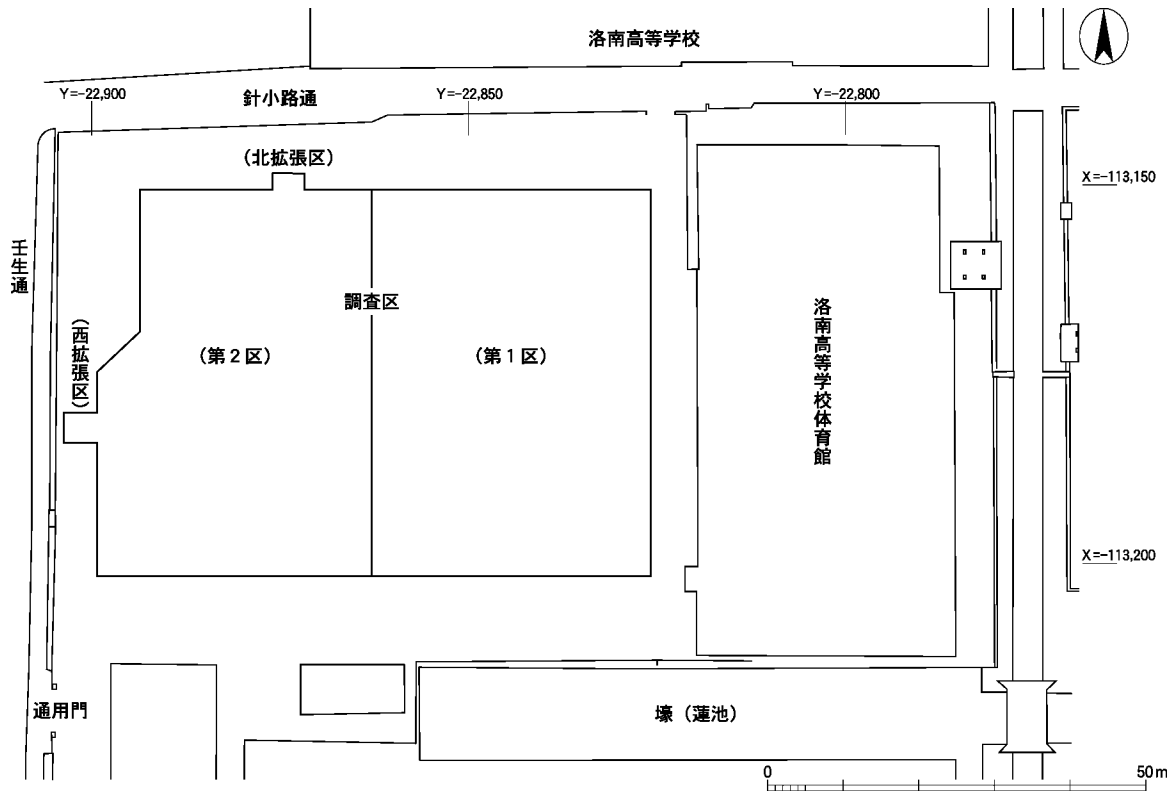 洛南高等学校
Y=-22,900
針小路通
Y=-22,850
Y=-22,800
(北拡張区)
X=-113,150
壬生通
調査区
(西拡張区)
(第2区)
(第1区)
洛南高等学校体育館
X=-113,200
通用門
壕(蓮池)
0
50m